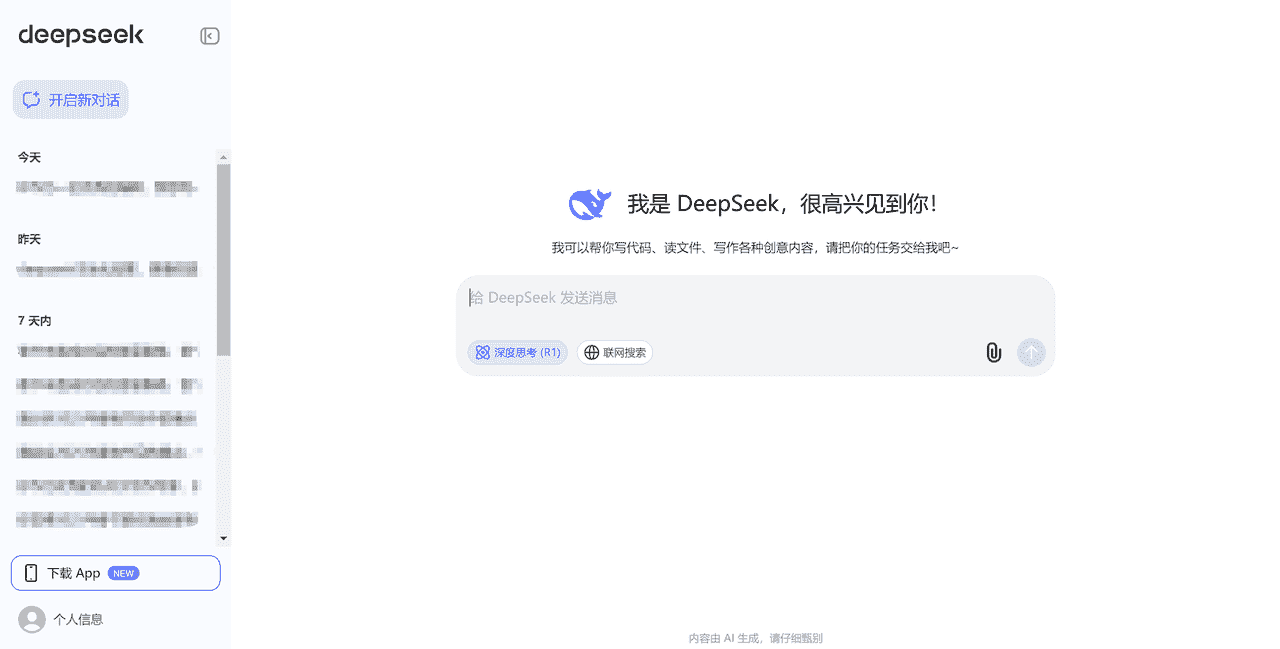 deepseek
开启新对话
今天
昨天
7 天内
下载 App NEW
个人信息
我是 DeepSeek，很高兴见到你！
我可以帮你写代码、读文件、写作各种创意内容，请把你的任务交给我吧~
给 DeepSeek 发送消息
深度思考 (R1) 联网搜索
内容由 AI 生成，请仔细甄别